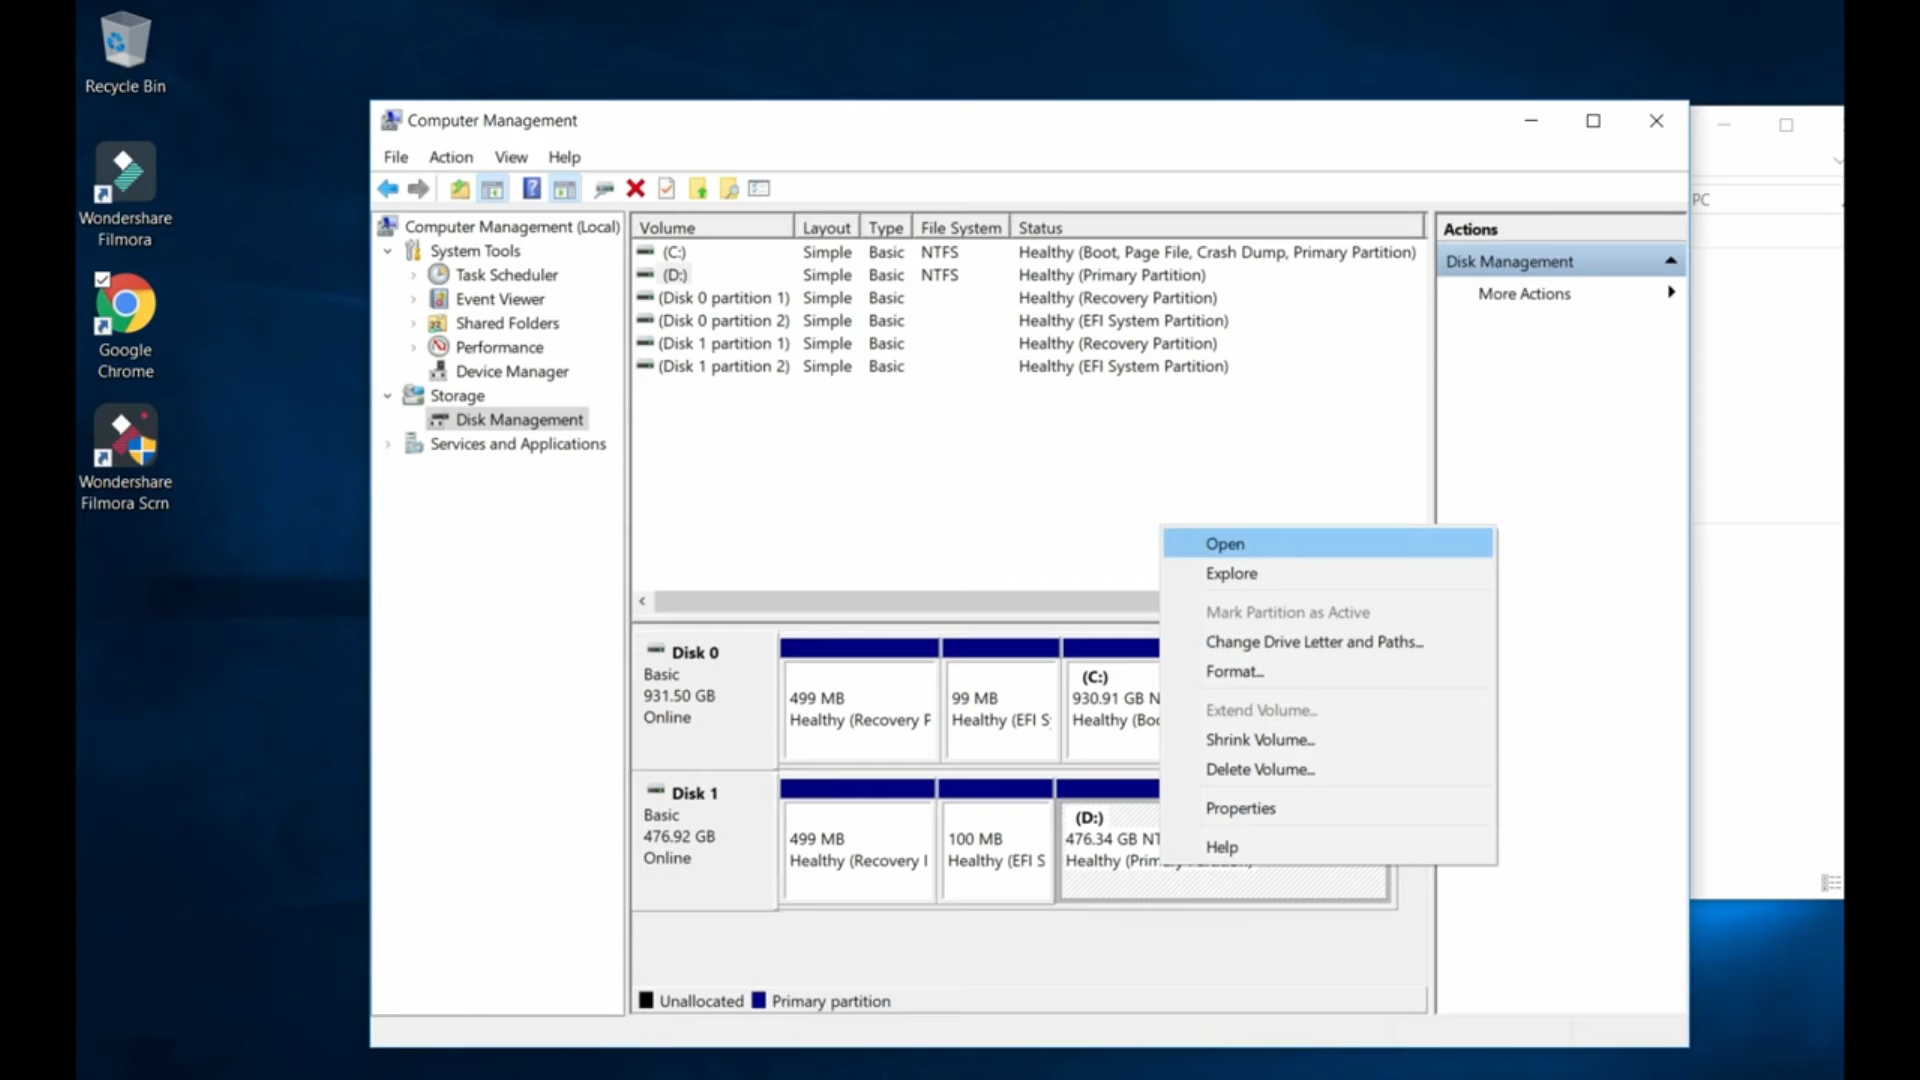 Recycle Bin
Wondershare
Filmora
Google
Chrome
Wondershare
Filmora Scrn
Computer Management
File Action View Help
Computer Management (Local)
System Tools
Task Scheduler
Event Viewer
Shared Folders
Performance
Device Manager
Storage
Disk Management
Services and Applications
Volume Layout Type File System Status
(C:) Simple Basic NTFS Healthy (Boot, Page File, Crash Dump, Primary Partition)
(D:) Simple Basic NTFS Healthy (Primary Partition)
(Disk 0 partition 1) Simple Basic Healthy (Recovery Partition)
(Disk 0 partition 2) Simple Basic Healthy (EFI System Partition)
(Disk 1 partition 1) Simple Basic Healthy (Recovery Partition)
(Disk 1 partition 2) Simple Basic Healthy (EFI System Partition)
Disk 0
Basic
931.50 GB
Online
499 MB
Healthy (Recovery P
99 MB
Healthy (EFI S
(C:)
930.91 GB N
Healthy (Boo
Disk 1
Basic
476.92 GB
Online
499 MB
Healthy (Recovery
100 MB
Healthy (EFI S
(D:)
476.34 GB NT
Healthy (Prim
Unallocated Primary partition
Open
Explore
Mark Partition as Active
Change Drive Letter and Paths...
Format...
Extend Volume...
Shrink Volume...
Delete Volume...
Properties
Help
Actions
Disk Management
More Actions
PC